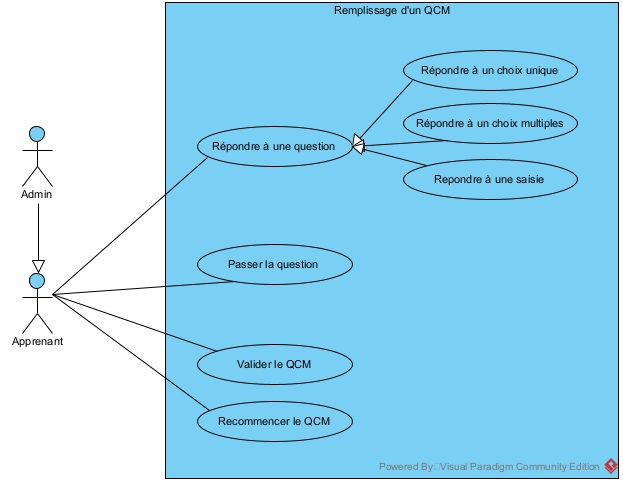 Remplissage d'un QCM
Répondre à un choix unique
Répondre à un choix multiples
Répondre à une question
Repondre à une saisie
Admin
Passer la question
Apprenant
Valider le QCM
Recommencer le QCM
Powered By Visual Paradigm Community Edition